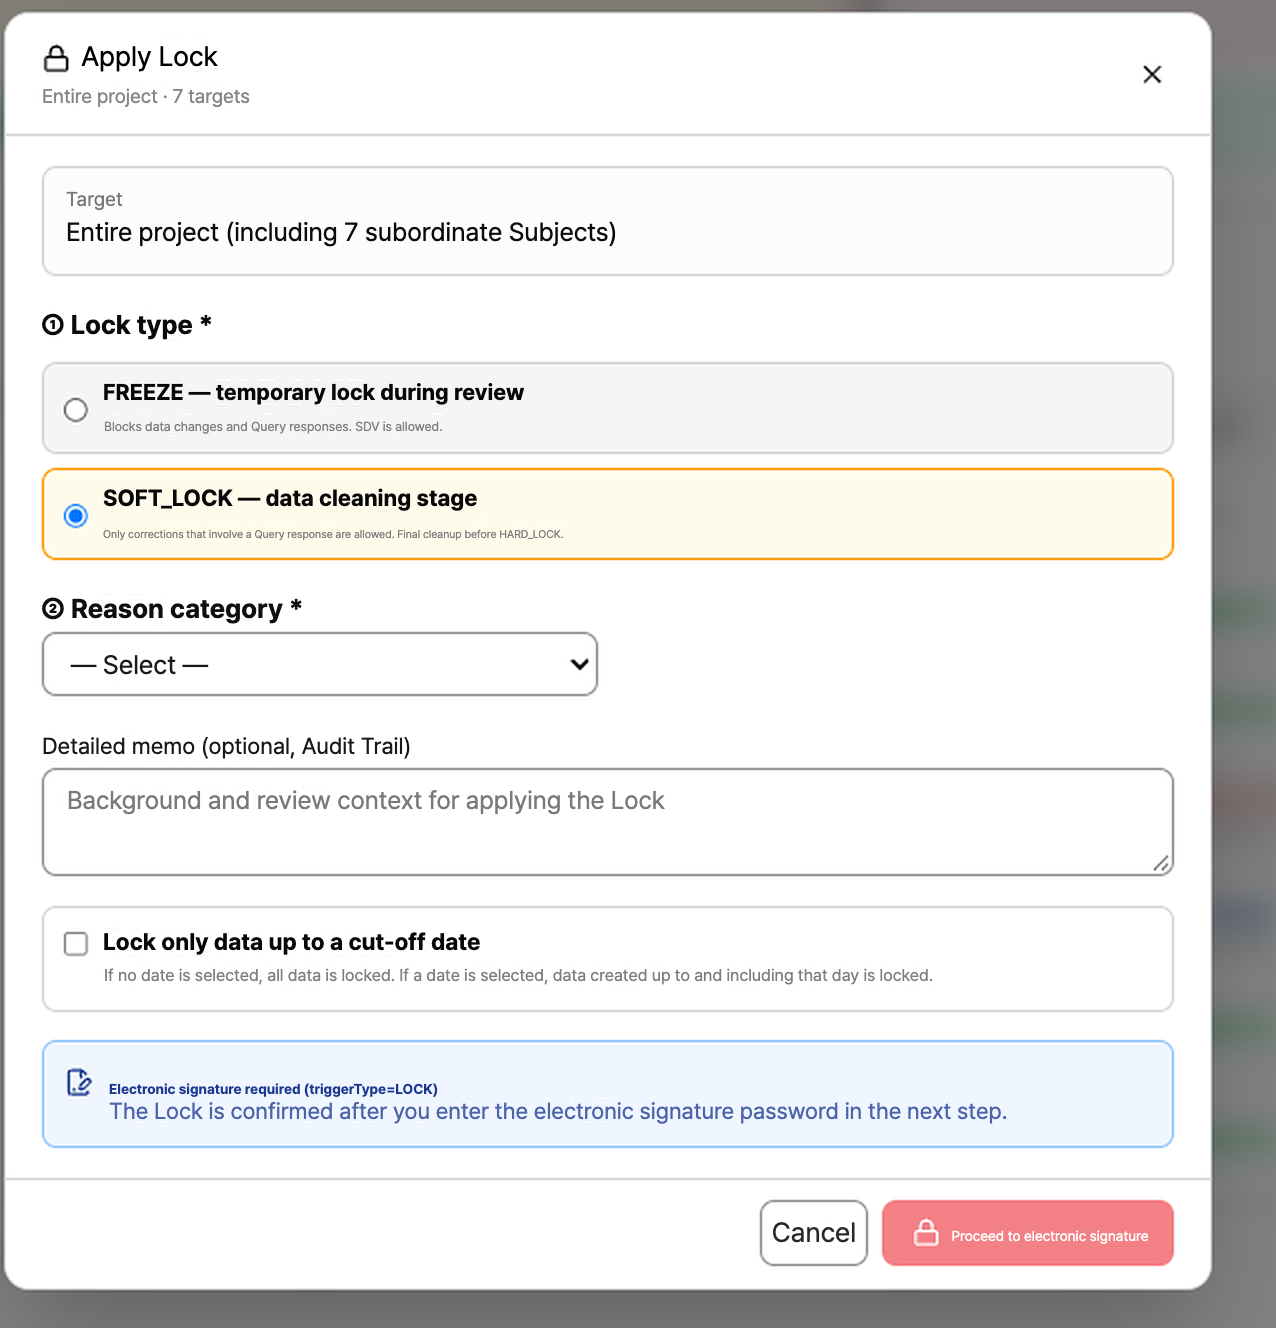 Apply Lock
Entire project · 7 targets
Target
Entire project (including 7 subordinate Subjects)
① Lock type *
FREEZE — temporary lock during review
Blocks data changes and Query responses. SDV is allowed.
SOFT_LOCK — data cleaning stage
Only corrections that involve a Query response are allowed. Final cleanup before HARD_LOCK.
② Reason category *
— Select —
Detailed memo (optional, Audit Trail)
Background and review context for applying the Lock
Lock only data up to a cut-off date
If no date is selected, all data is locked. If a date is selected, data created up to and including that day is locked.
Electronic signature required (triggerType=LOCK)
The Lock is confirmed after you enter the electronic signature password in the next step.
Cancel
Proceed to electronic signature